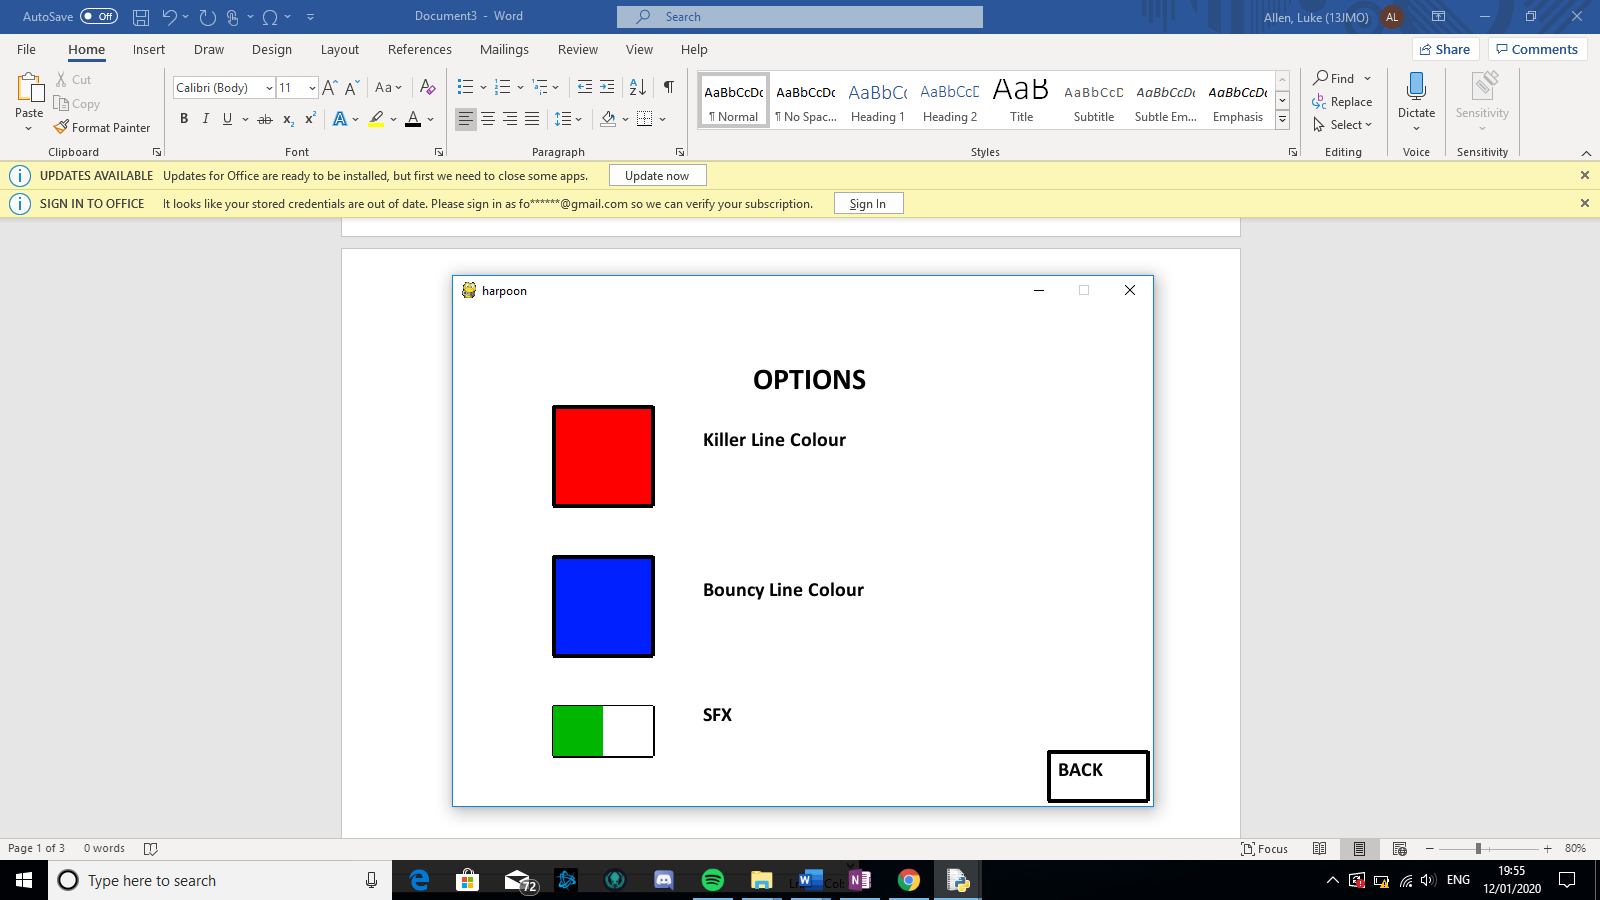 AutoSave Off Document3 - Word Search Allen, Luke (13JMO) AL
File Home Insert Draw Design Layout References Mailings Review View Help Share Comments
Paste Cut Copy Format Painter
Calibri (Body) 11
AaBbCcDc AaBbCcDc AaBbCc AaBbCcD AaB AaBbCcD AaBbCcDc AaBbCcDc
¶ Normal ¶ No Spac... Heading 1 Heading 2 Title Subtitle Subtle Em... Emphasis
Find Replace Select Dictate Sensitivity
Clipboard Font Paragraph Styles Editing Voice Sensitivity
UPDATES AVAILABLE Updates for Office are ready to be installed, but first we need to close some apps. Update now
SIGN IN TO OFFICE It looks like your stored credentials are out of date. Please sign in as fo******@gmail.com so we can verify your subscription. Sign In
harpoon
OPTIONS
Killer Line Colour
Bouncy Line Colour
SFX
BACK
Page 1 of 3 0 words Focus 80%
Type here to search 72 ENG 19:55
12/01/2020